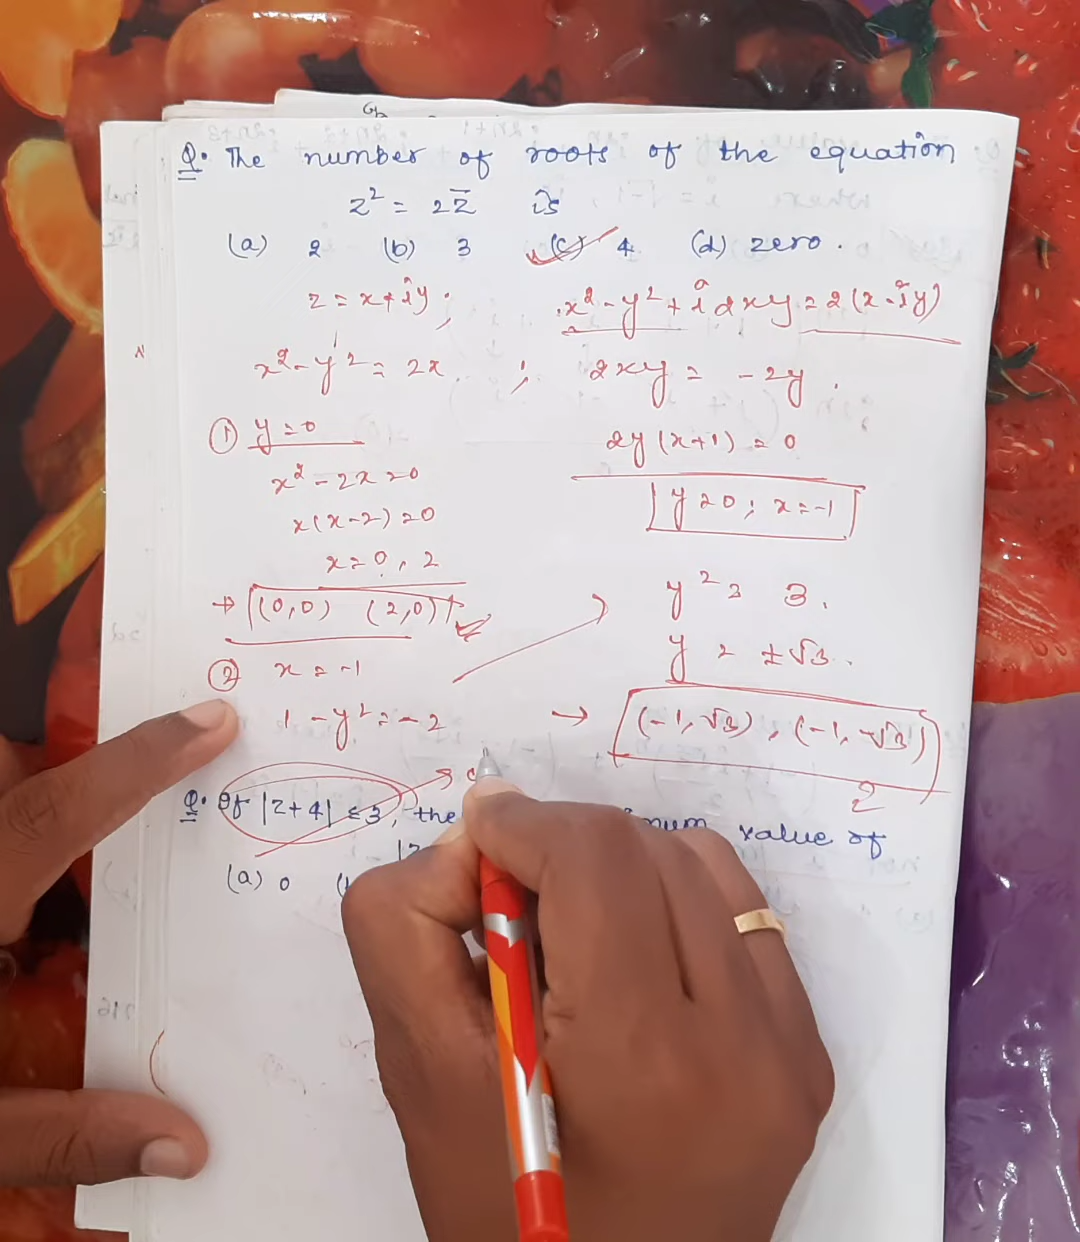 Q. The number of roots of the equation
z² = 2z̄ is
(a) 2 (b) 3 (c) 4 (d) zero.
z = x + iy;
x² - y² + i2xy = 2(x - iy)
x² - y² = 2x ; 2xy = -2y.
① y = 0
x² - 2x = 0
x(x-2) = 0
x = 0, 2
→ (0,0) (2,0)
2y(x+1) = 0
y = 0; x = -1
② x = -1
1 - y² = -2
y² = 3.
y = ±√3.
→ (-1, √3), (-1, -√3)
2
Q. If |z+4| ≤ 3, the value of
(a) 0